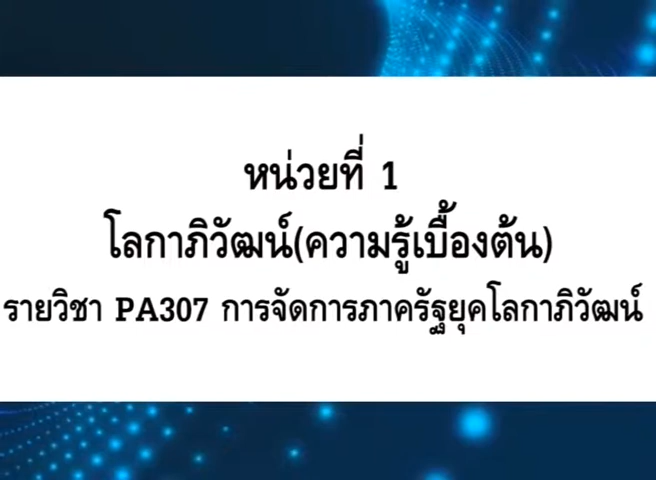 หน่วยที่ 1
โลกาภิวัฒน์(ความรู้เบื้องต้น)
รายวิชา PA307 การจัดการภาครัฐยุคโลกาภิวัฒน์